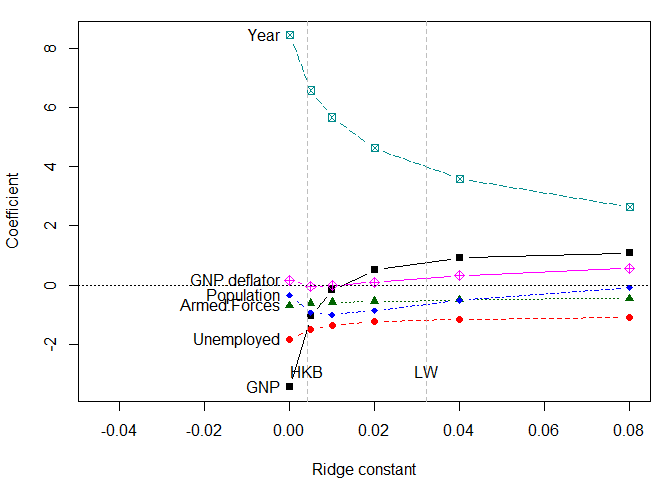 Year
GNP deflator
Population
Armed.Forces
Unemployed
GNP
HKB
LW
8
6
4
2
0
-2
Coefficient
-0.04 -0.02 0.00 0.02 0.04 0.06 0.08
Ridge constant